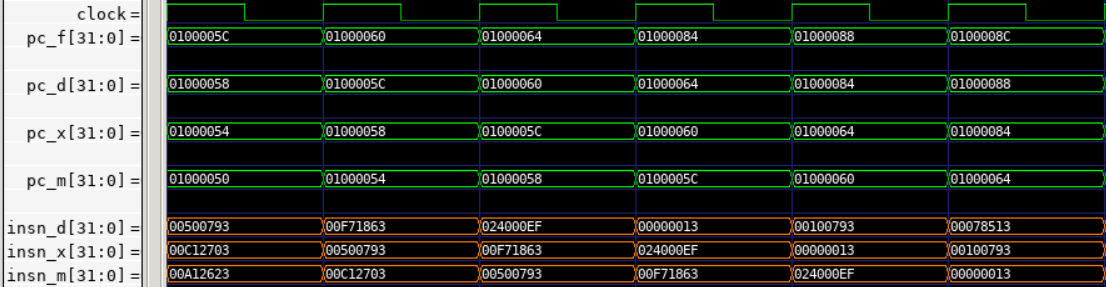 clock =
pc_f[31:0] = 0100005C 01000060 01000064 01000084 01000088 0100008C
pc_d[31:0] = 01000058 0100005C 01000060 01000064 01000084 01000088
pc_x[31:0] = 01000054 01000058 0100005C 01000060 01000064 01000084
pc_m[31:0] = 01000050 01000054 01000058 0100005C 01000060 01000064
insn_d[31:0] = 00500793 00F71863 024000EF 00000013 00100793 00078513
insn_x[31:0] = 00C12703 00500793 00F71863 024000EF 00000013 00100793
insn_m[31:0] = 00A12623 00C12703 00500793 00F71863 024000EF 00000013